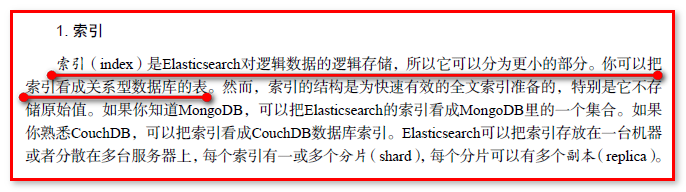 1. 索引
索引（index）是Elasticsearch对逻辑数据的逻辑存储，所以它可以分为更小的部分。你可以把
索引看成关系型数据库的表。然而，索引的结构是为快速有效的全文索引准备的，特别是它不存
储原始值。如果你知道MongoDB，可以把Elasticsearch的索引看成MongoDB里的一个集合。如果
你熟悉CouchDB，可以把索引看成CouchDB数据库索引。Elasticsearch可以把索引存放在一台机器
或者分散在多台服务器上，每个索引有一或多个分片（shard），每个分片可以有多个副本（replica）。